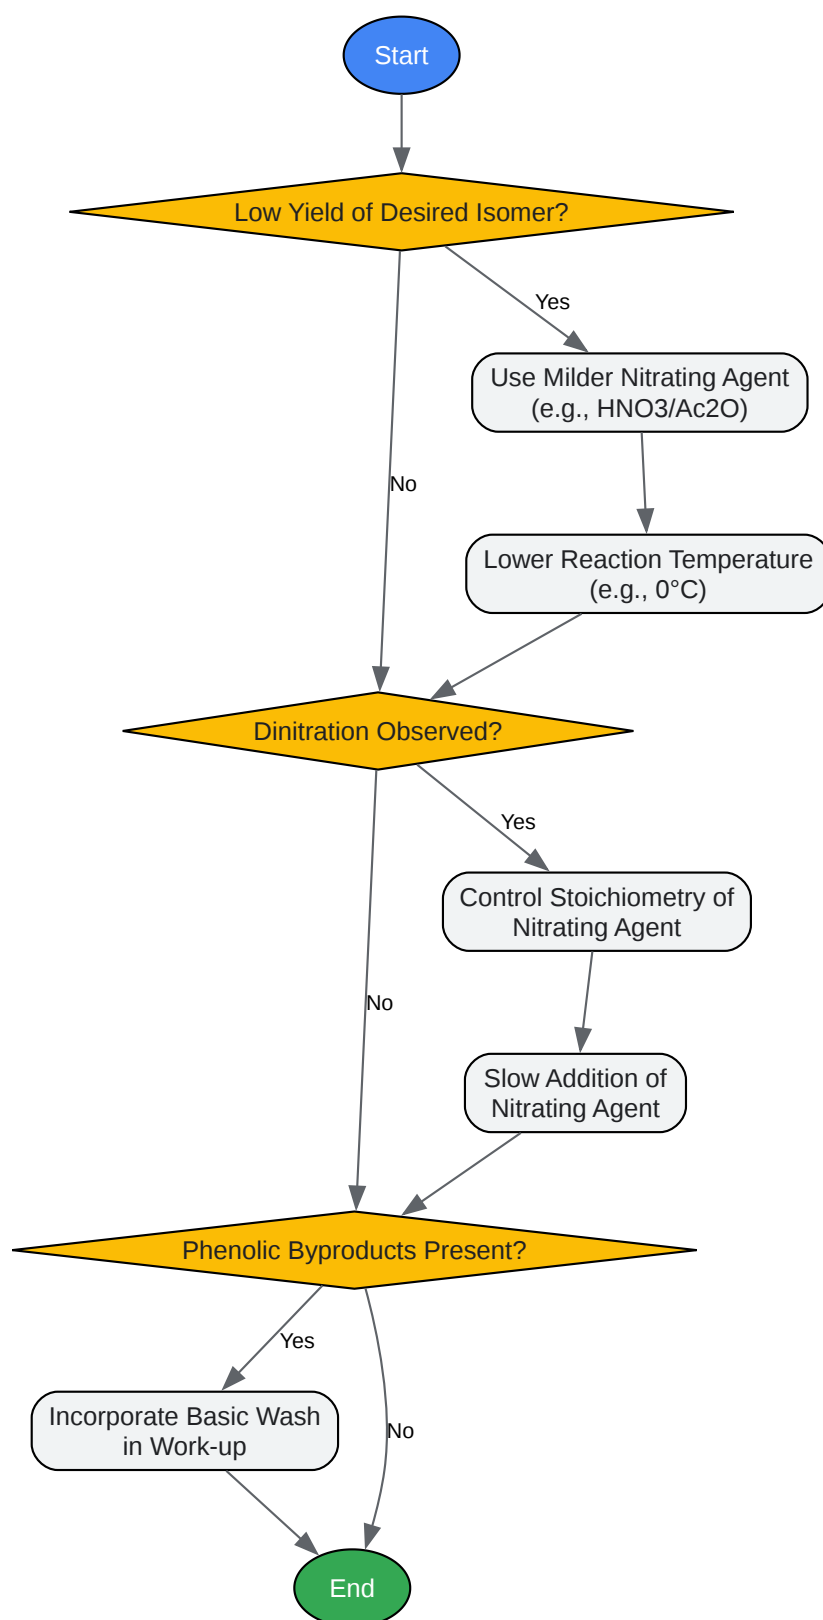 Start
Low Yield of Desired Isomer?
Yes
Use Milder Nitrating Agent
(e.g., HNO3/Ac2O)
No
Lower Reaction Temperature
(e.g., 0°C)
Dinitration Observed?
Yes
Control Stoichiometry of
Nitrating Agent
No
Slow Addition of
Nitrating Agent
Phenolic Byproducts Present?
Yes
Incorporate Basic Wash
in Work-up
No
End